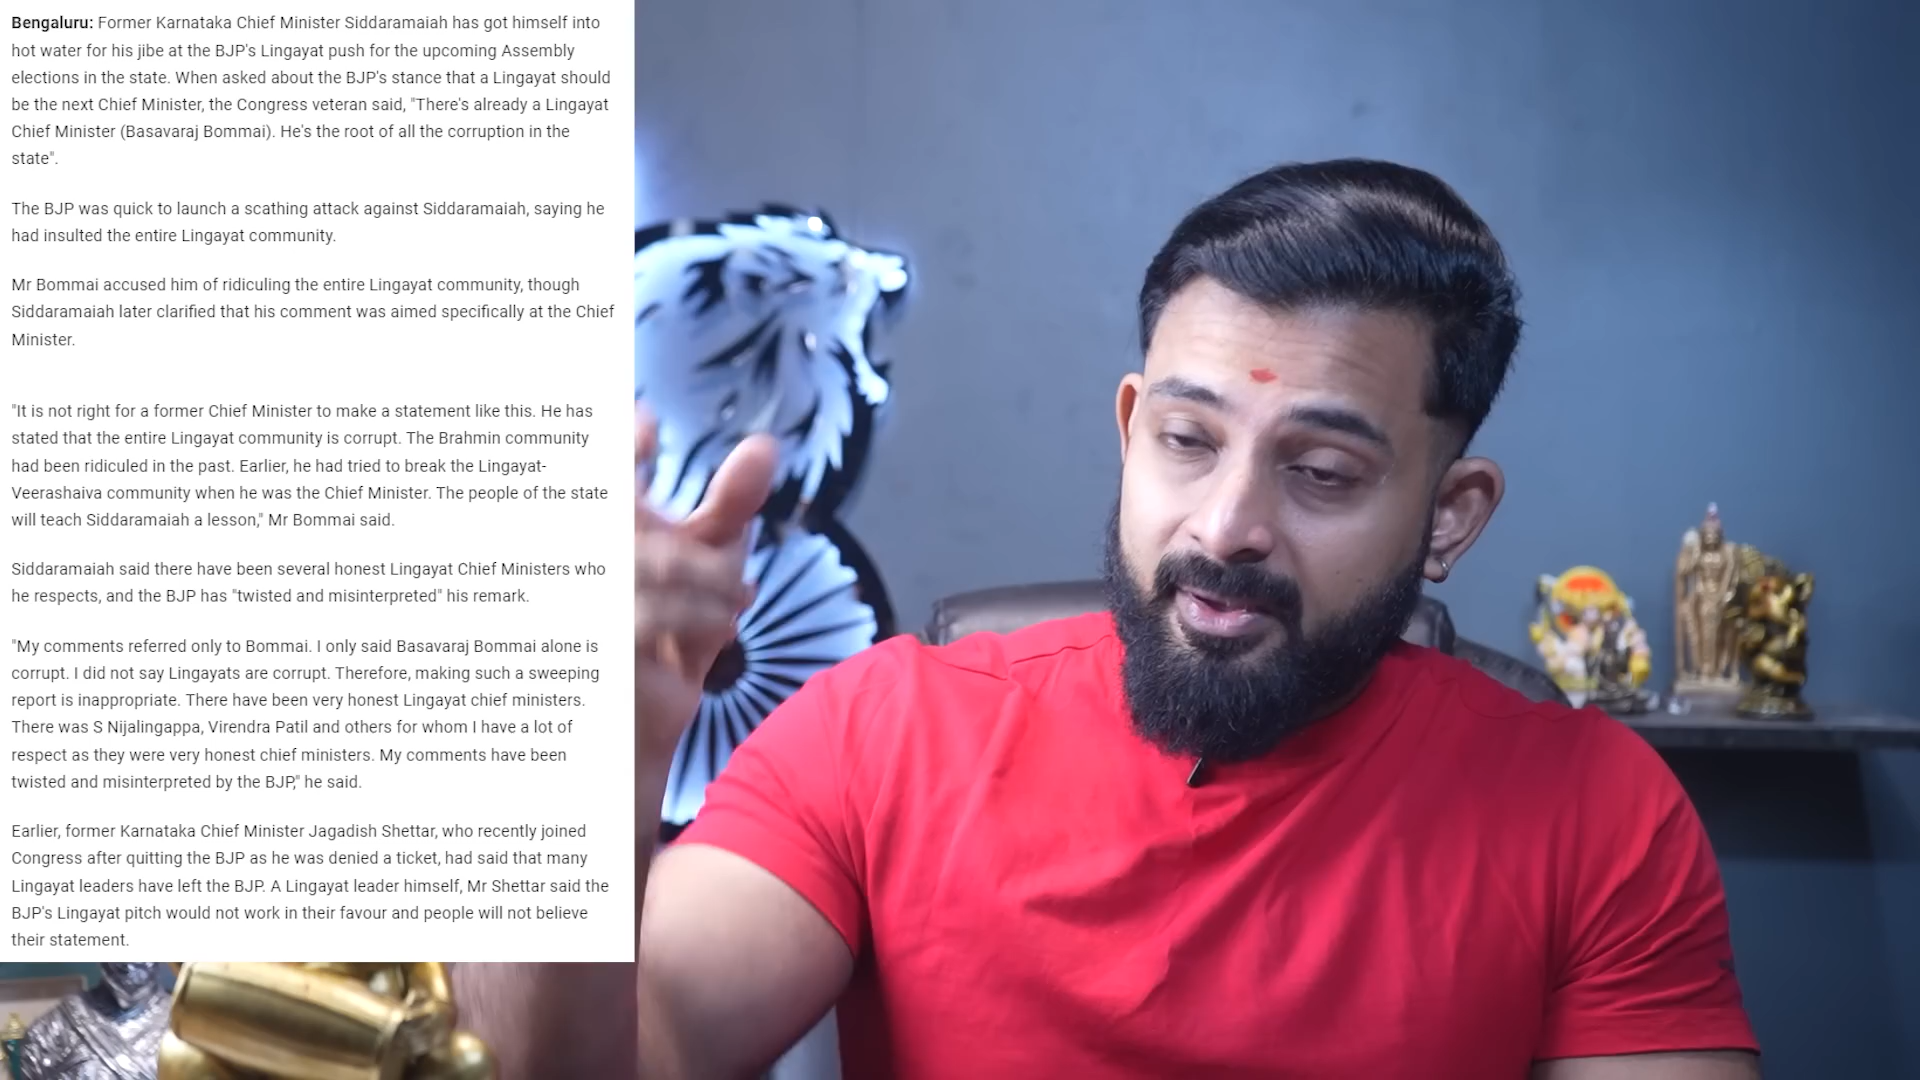 Bengaluru: Former Karnataka Chief Minister Siddaramaiah has got himself into
hot water for his jibe at the BJP's Lingayat push for the upcoming Assembly
elections in the state. When asked about the BJP's stance that a Lingayat should
be the next Chief Minister, the Congress veteran said, "There's already a Lingayat
Chief Minister (Basavaraj Bommai). He's the root of all the corruption in the
state".
The BJP was quick to launch a scathing attack against Siddaramaiah, saying he
had insulted the entire Lingayat community.
Mr Bommai accused him of ridiculing the entire Lingayat community, though
Siddaramaiah later clarified that his comment was aimed specifically at the Chief
Minister.
"It is not right for a former Chief Minister to make a statement like this. He has
stated that the entire Lingayat community is corrupt. The Brahmin community
had been ridiculed in the past. Earlier, he had tried to break the Lingayat-
Veerashaiva community when he was the Chief Minister. The people of the state
will teach Siddaramaiah a lesson," Mr Bommai said.
Siddaramaiah said there have been several honest Lingayat Chief Ministers who
he respects, and the BJP has "twisted and misinterpreted" his remark.
"My comments referred only to Bommai. I only said Basavaraj Bommai alone is
corrupt. I did not say Lingayats are corrupt. Therefore, making such a sweeping
report is inappropriate. There have been very honest Lingayat chief ministers.
There was S Nijalingappa, Virendra Patil and others for whom I have a lot of
respect as they were very honest chief ministers. My comments have been
twisted and misinterpreted by the BJP," he said.
Earlier, former Karnataka Chief Minister Jagadish Shettar, who recently joined
Congress after quitting the BJP as he was denied a ticket, had said that many
Lingayat leaders have left the BJP. A Lingayat leader himself, Mr Shettar said the
BJP's Lingayat pitch would not work in their favour and people will not believe
their statement.